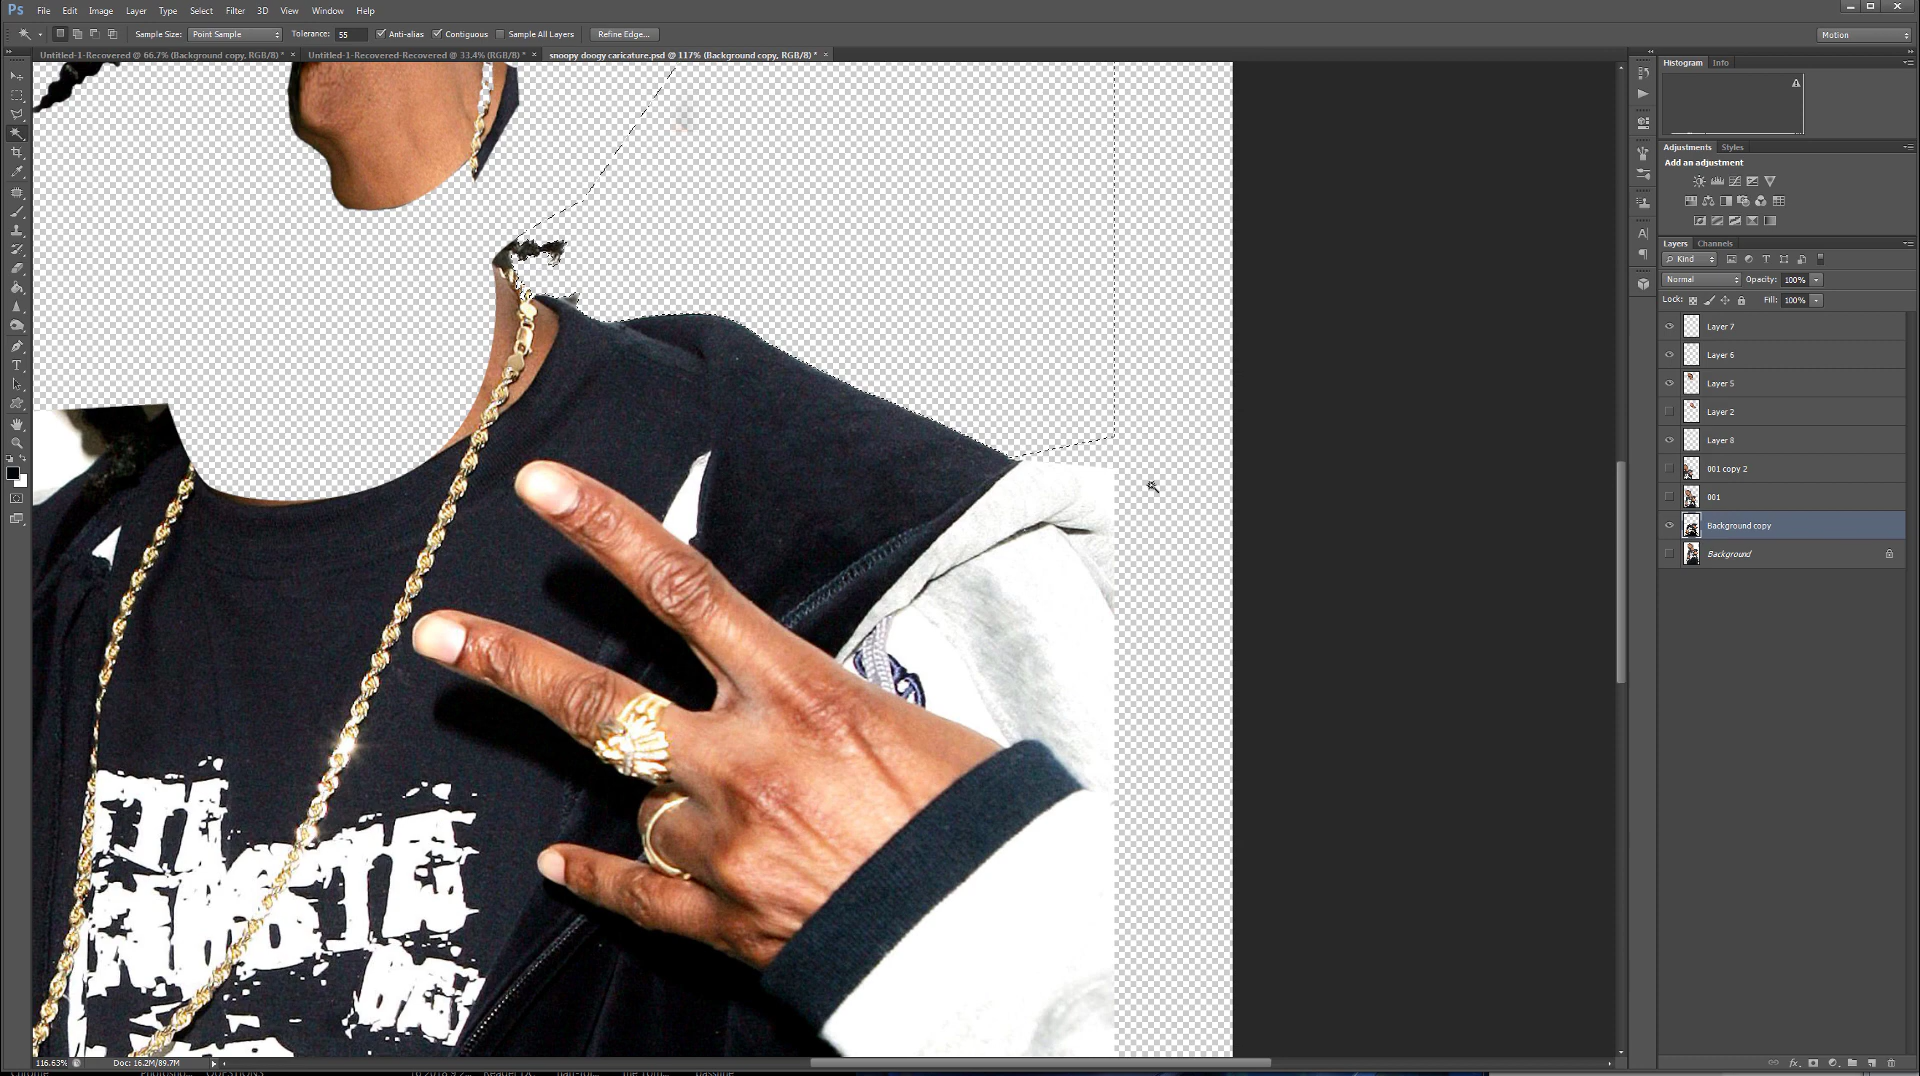 Ps File Edit Image Layer Type Select Filter 3D View Window Help
Sample Size: Point Sample Tolerance: 55 Anti-alias Contiguous Sample All Layers Refine Edge... Motion
Untitled-1-Recovered @ 66.7% (Background copy, RGB/8) * × Untitled-1-Recovered-Recovered @ 33.4% (RGB/8) * × snoopy doogy caricature.psd @ 117% (Background copy, RGB/8) * ×
Histogram Info
Adjustments Styles
Add an adjustment
Layers Channels
Kind
Normal Opacity: 100%
Lock: Fill: 100%
Layer 7
Layer 6
Layer 5
Layer 2
Layer 8
001 copy 2
001
Background copy
Background
116.63% Doc: 16.2M/89.7M